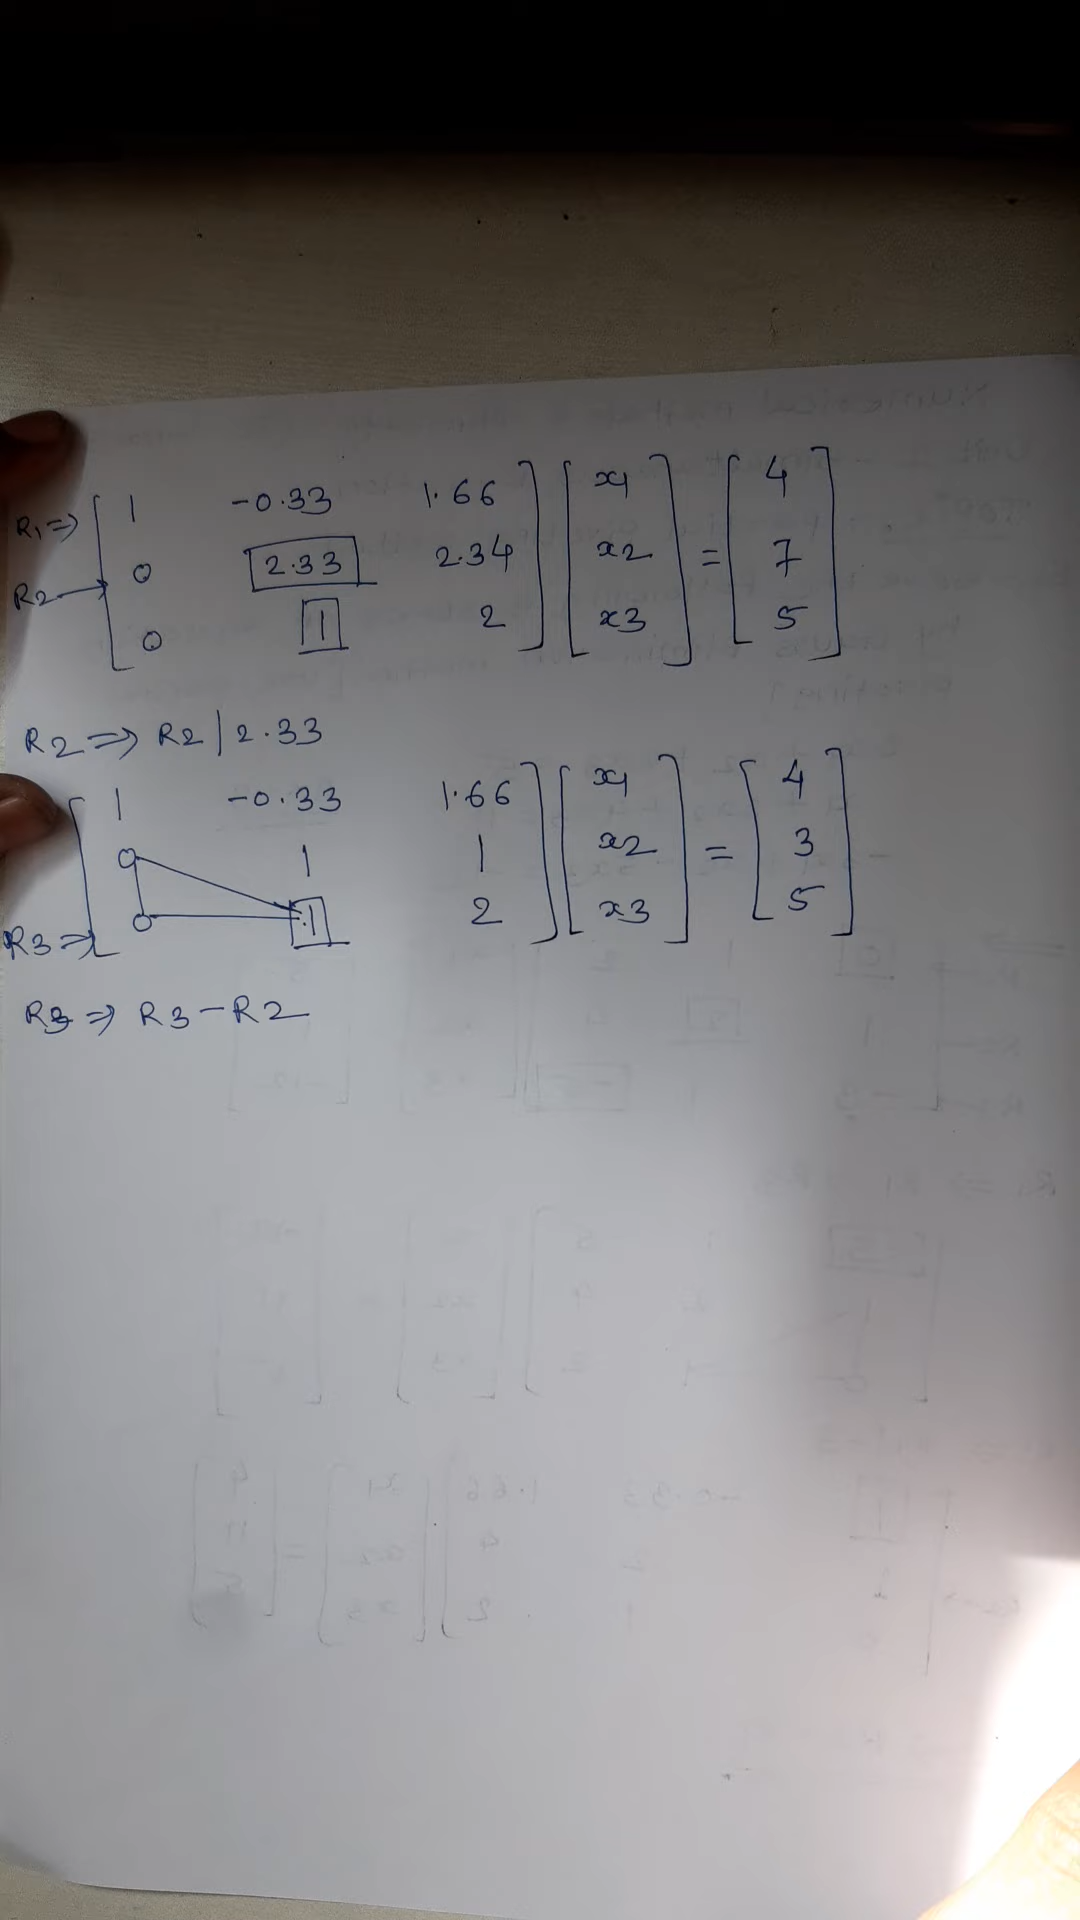 R1⇒ [ 1 -0.33 1.66 ] [ x1 ] = [ 4 ]
R2→ [ 0 2.33 2.34 ] [ x2 ] = [ 7 ]
[ 0 1 2 ] [ x3 ] = [ 5 ]
R2 ⇒ R2 | 2.33
[ 1 -0.33 1.66 ] [ x1 ] = [ 4 ]
[ 0 1 1 ] [ x2 ] = [ 3 ]
R3⇒ [ 0 1 2 ] [ x3 ] = [ 5 ]
R3 ⇒ R3 - R2